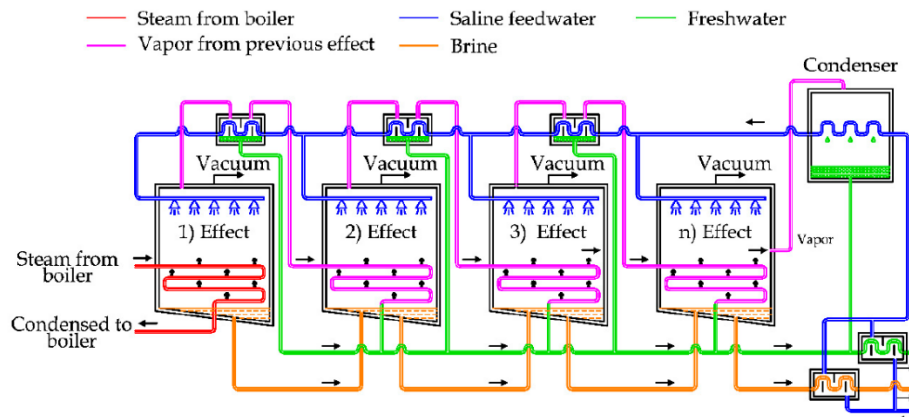 Steam from boiler
Saline feedwater
Freshwater
Vapor from previous effect
Brine
Condenser
Vacuum
Vacuum
Vacuum
Vacuum
1) Effect
2) Effect
3) Effect
n) Effect
Vapor
Steam from
boiler
Condensed to
boiler